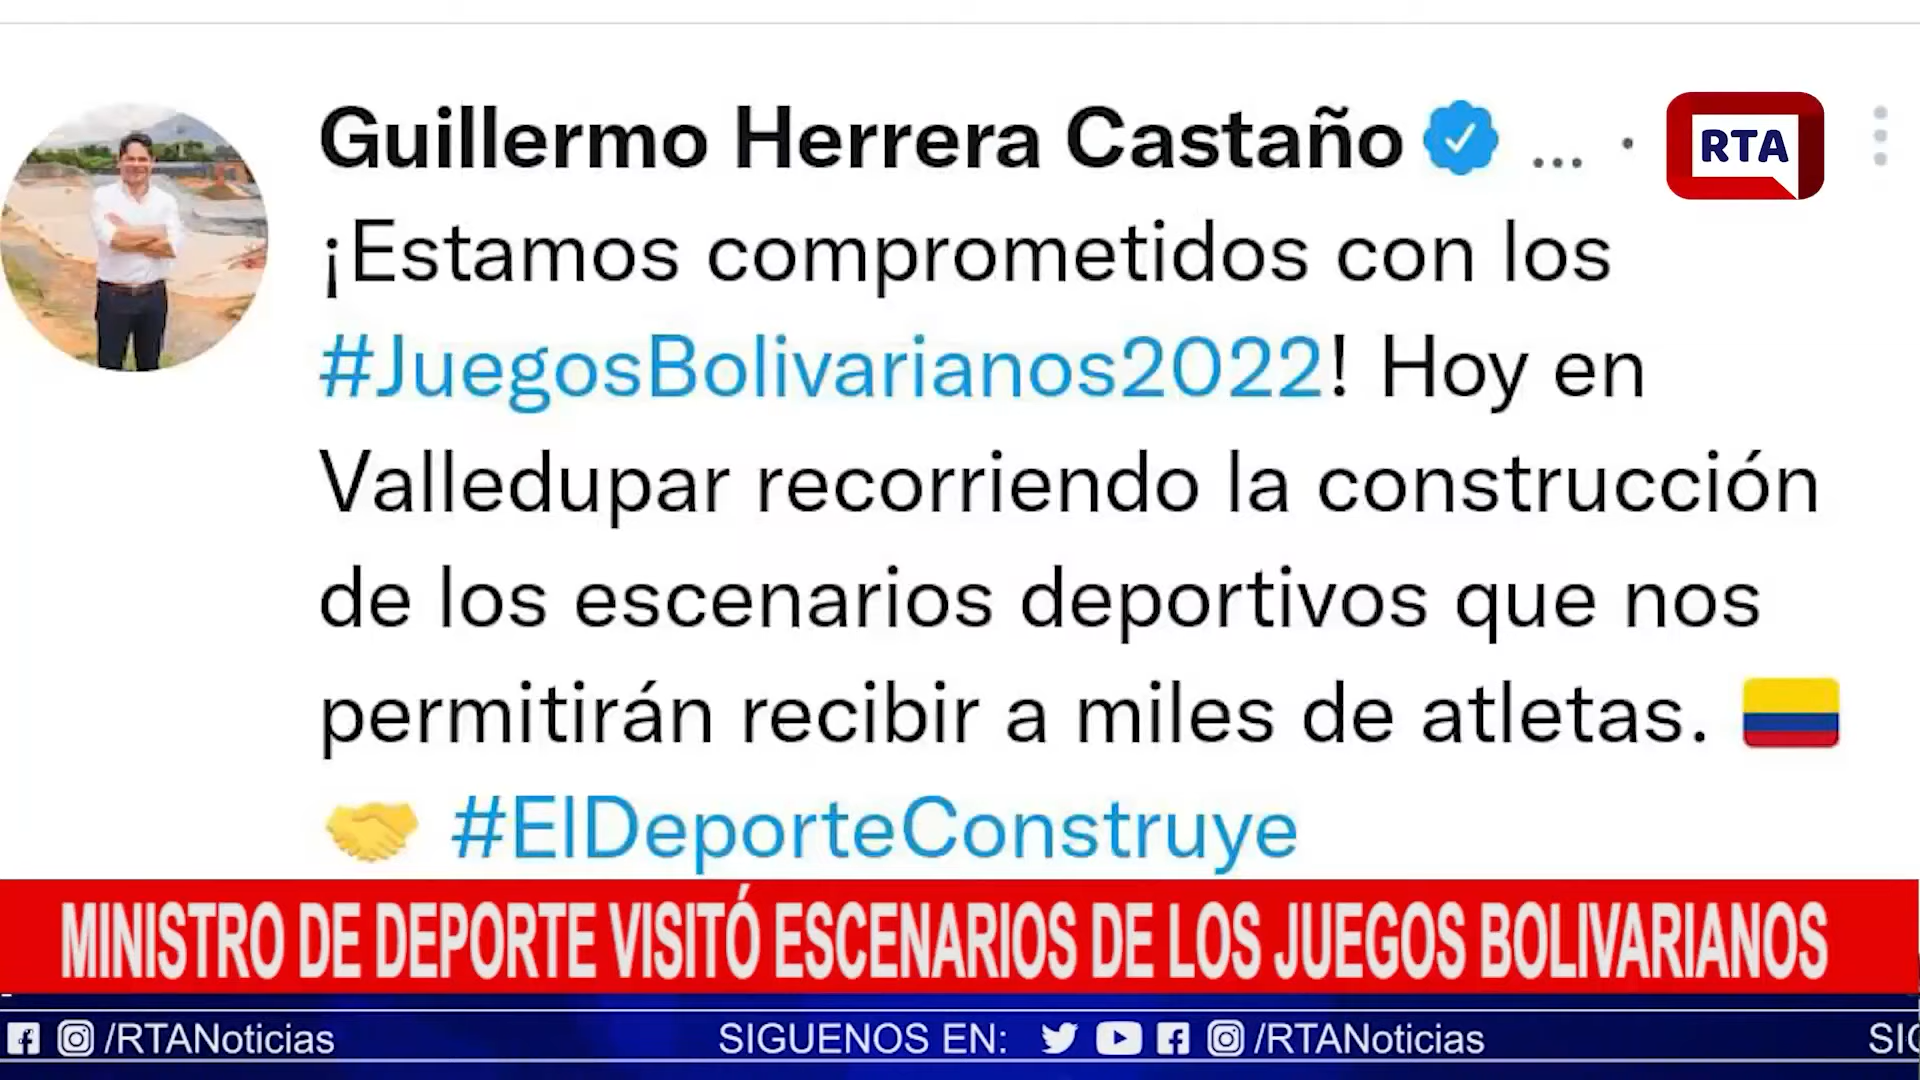 Guillermo Herrera Castaño ... ·
RTA
¡Estamos comprometidos con los
#JuegosBolivarianos2022! Hoy en
Valledupar recorriendo la construcción
de los escenarios deportivos que nos
permitirán recibir a miles de atletas.
#ElDeporteConstruye
MINISTRO DE DEPORTE VISITÓ ESCENARIOS DE LOS JUEGOS BOLIVARIANOS
/RTANoticias SIGUENOS EN: /RTANoticias